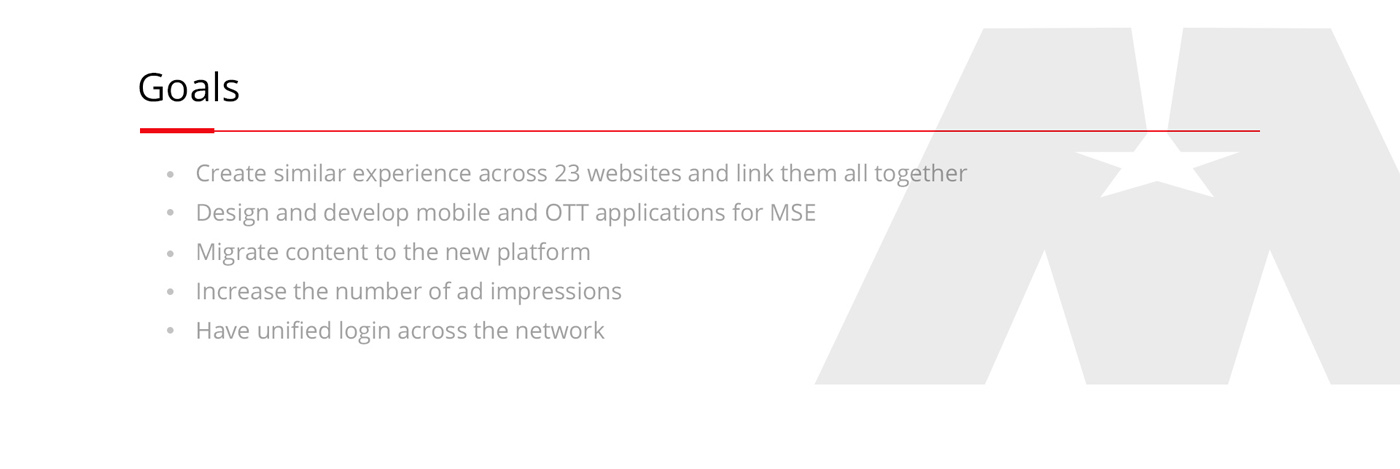 Goals
• Create similar experience across 23 websites and link them all together
• Design and develop mobile and OTT applications for MSE
• Migrate content to the new platform
• Increase the number of ad impressions
• Have unified login across the network